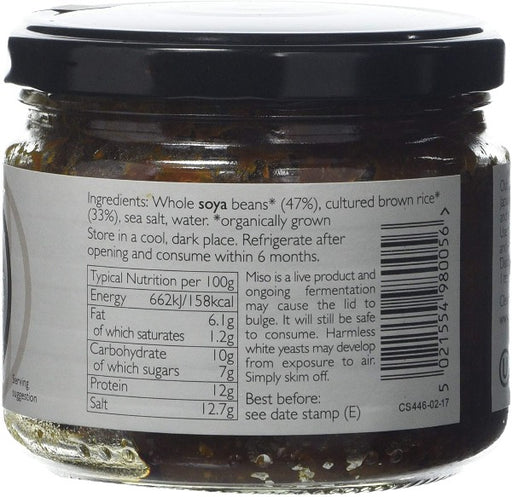 Ingredients: Whole soya beans* (47%), cultured brown rice*
(33%), sea salt, water. *organically grown
Store in a cool, dark place. Refrigerate after
opening and consume within 6 months.
Typical Nutrition per 100g
Energy 662kJ/158kcal
Fat 6.1g
of which saturates 1.2g
Carbohydrate 10g
of which sugars 7g
Protein 12g
Salt 12.7g
Miso is a live product and
ongoing fermentation
may cause the lid to
bulge. It will still be safe
to consume. Harmless
white yeasts may develop
from exposure to air.
Simply skim off.
Best before:
see date stamp (E)
5 021554 980056 >
CS446-02-17
Serving
suggestion